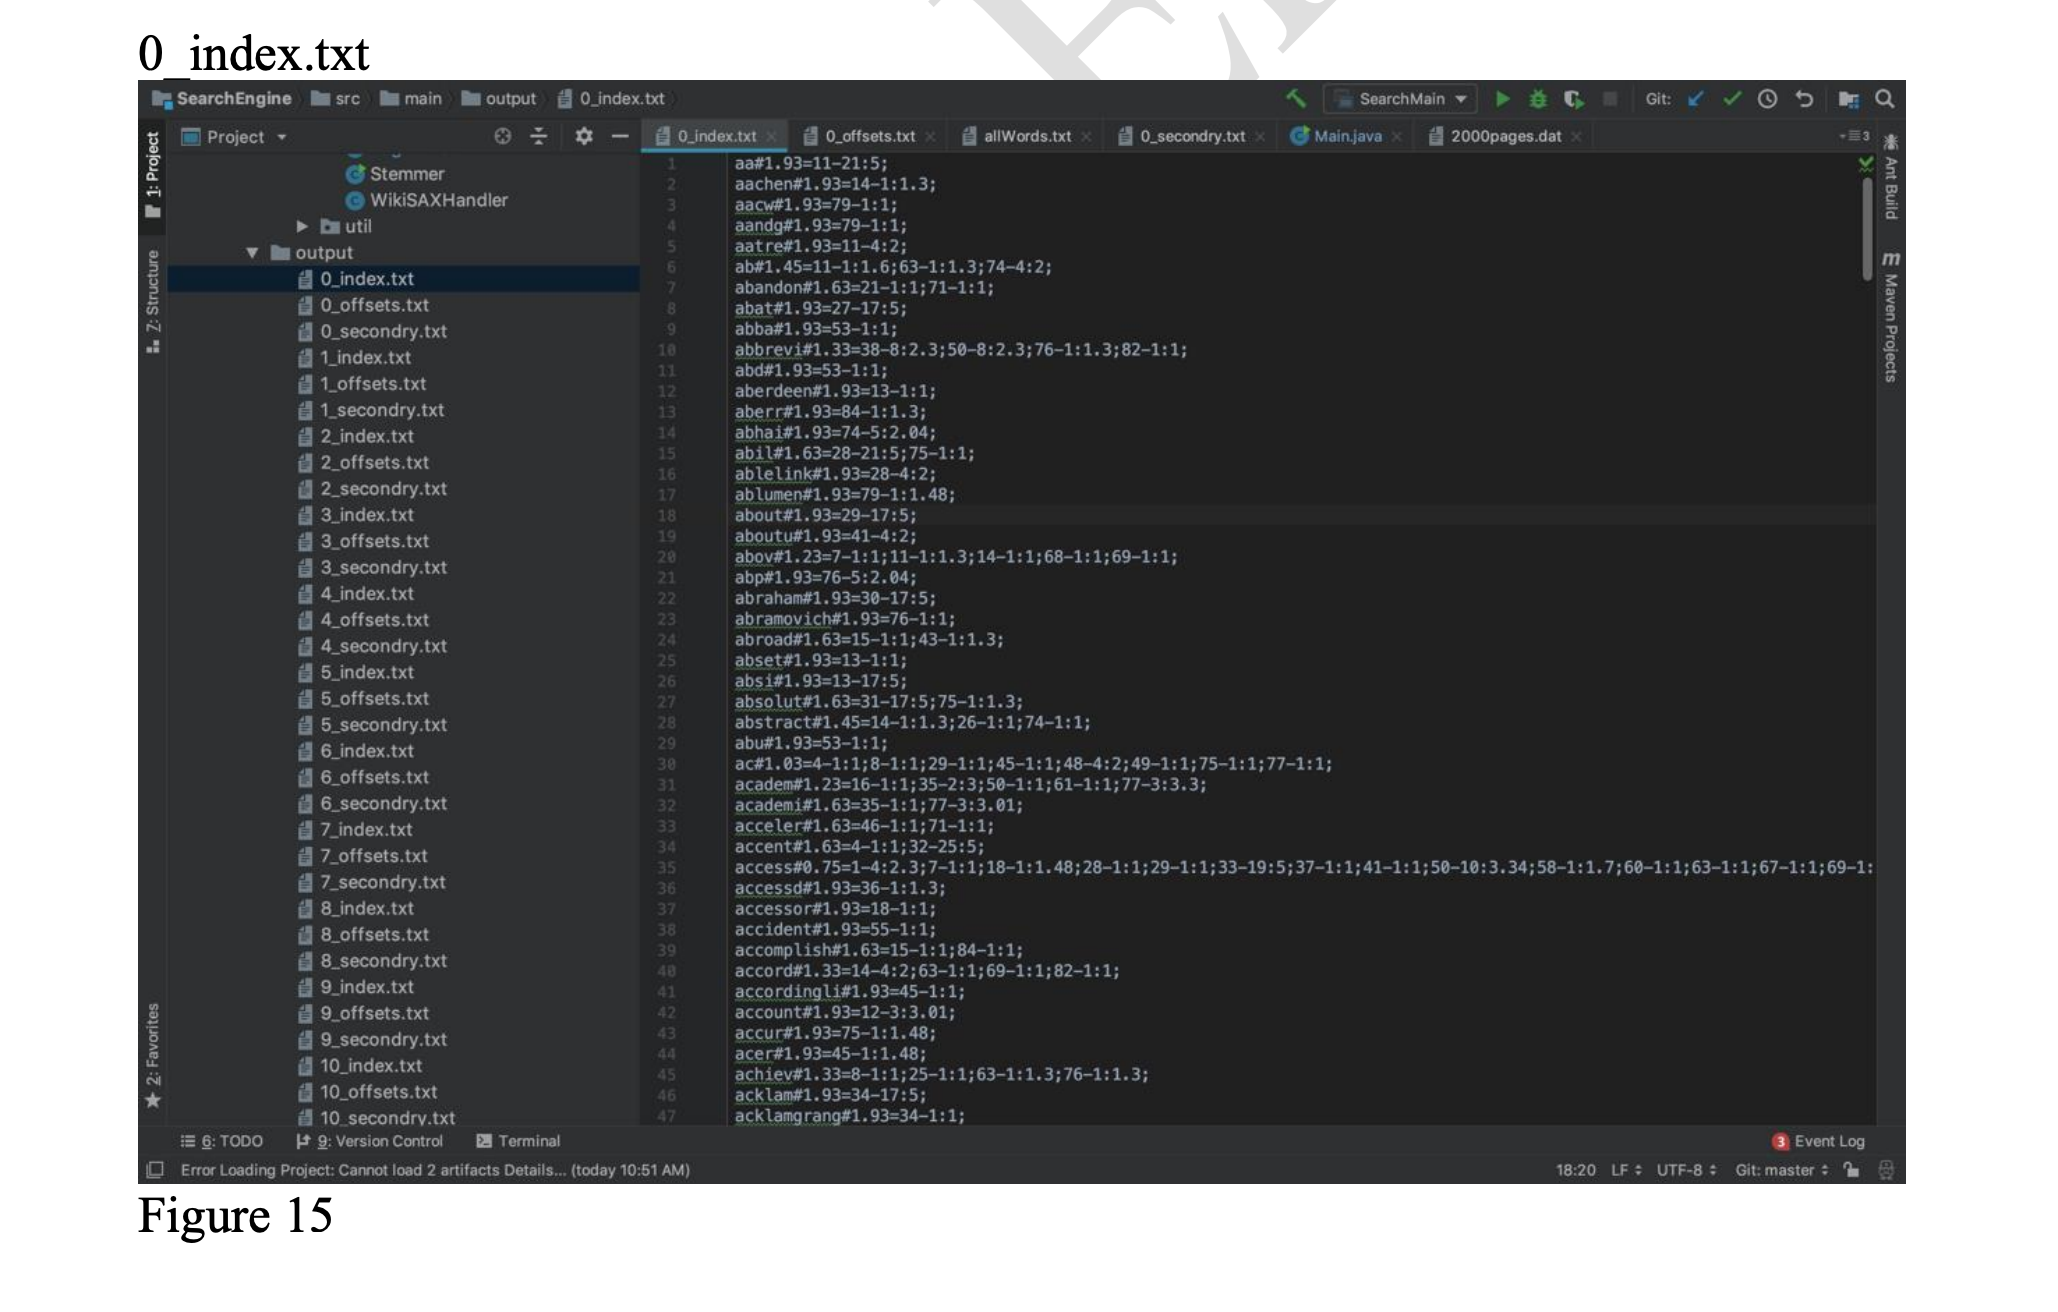 0_index.txt
SearchEngine src main output 0_index.txt SearchMain Git:
Project 0_index.txt 0_offsets.txt allWords.txt 0_secondry.txt Main.java 2000pages.dat 3
1: Project
7: Structure
2: Favorites
Stemmer
WikiSAXHandler
util
output
0_index.txt
0_offsets.txt
0_secondry.txt
1_index.txt
1_offsets.txt
1_secondry.txt
2_index.txt
2_offsets.txt
2_secondry.txt
3_index.txt
3_offsets.txt
3_secondry.txt
4_index.txt
4_offsets.txt
4_secondry.txt
5_index.txt
5_offsets.txt
5_secondry.txt
6_index.txt
6_offsets.txt
6_secondry.txt
7_index.txt
7_offsets.txt
7_secondry.txt
8_index.txt
8_offsets.txt
8_secondry.txt
9_index.txt
9_offsets.txt
9_secondry.txt
10_index.txt
10_offsets.txt
10_secondry.txt
1 aa#1.93=11-21:5;
2 aachen#1.93=14-1:1.3;
3 aacw#1.93=79-1:1;
4 aandg#1.93=79-1:1;
5 aatre#1.93=11-4:2;
6 ab#1.45=11-1:1.6;63-1:1.3;74-4:2;
7 abandon#1.63=21-1:1;71-1:1;
8 abat#1.93=27-17:5;
9 abba#1.93=53-1:1;
10 abbrevi#1.33=38-8:2.3;50-8:2.3;76-1:1.3;82-1:1;
11 abd#1.93=53-1:1;
12 aberdeen#1.93=13-1:1;
13 aberr#1.93=84-1:1.3;
14 abhai#1.93=74-5:2.04;
15 abil#1.63=28-21:5;75-1:1;
16 ablelink#1.93=28-4:2;
17 ablumen#1.93=79-1:1.48;
18 about#1.93=29-17:5;
19 aboutu#1.93=41-4:2;
20 abov#1.23=7-1:1;11-1:1.3;14-1:1;68-1:1;69-1:1;
21 abp#1.93=76-5:2.04;
22 abraham#1.93=30-17:5;
23 abramovich#1.93=76-1:1;
24 abroad#1.63=15-1:1;43-1:1.3;
25 abset#1.93=13-1:1;
26 absi#1.93=13-17:5;
27 absolut#1.63=31-17:5;75-1:1.3;
28 abstract#1.45=14-1:1.3;26-1:1;74-1:1;
29 abu#1.93=53-1:1;
30 ac#1.03=4-1:1;8-1:1;29-1:1;45-1:1;48-4:2;49-1:1;75-1:1;77-1:1;
31 academ#1.23=16-1:1;35-2:3;50-1:1;61-1:1;77-3:3.3;
32 academi#1.63=35-1:1;77-3:3.01;
33 acceler#1.63=46-1:1;71-1:1;
34 accent#1.63=4-1:1;32-25:5;
35 access#0.75=1-4:2.3;7-1:1;18-1:1.48;28-1:1;29-1:1;33-19:5;37-1:1;41-1:1;50-10:3.34;58-1:1.7;60-1:1;63-1:1;67-1:1;69-1:
36 accessd#1.93=36-1:1.3;
37 accessor#1.93=18-1:1;
38 accident#1.93=55-1:1;
39 accomplish#1.63=15-1:1;84-1:1;
40 accord#1.33=14-4:2;63-1:1;69-1:1;82-1:1;
41 accordingli#1.93=45-1:1;
42 account#1.93=12-3:3.01;
43 accur#1.93=75-1:1.48;
44 acer#1.93=45-1:1.48;
45 achiev#1.33=8-1:1;25-1:1;63-1:1.3;76-1:1.3;
46 acklam#1.93=34-17:5;
47 acklamgrang#1.93=34-1:1;
Ant Build
m Maven Projects
6: TODO 9: Version Control Terminal 3 Event Log
Error Loading Project: Cannot load 2 artifacts Details... (today 10:51 AM) 18:20 LF UTF-8 Git: master
Figure 15